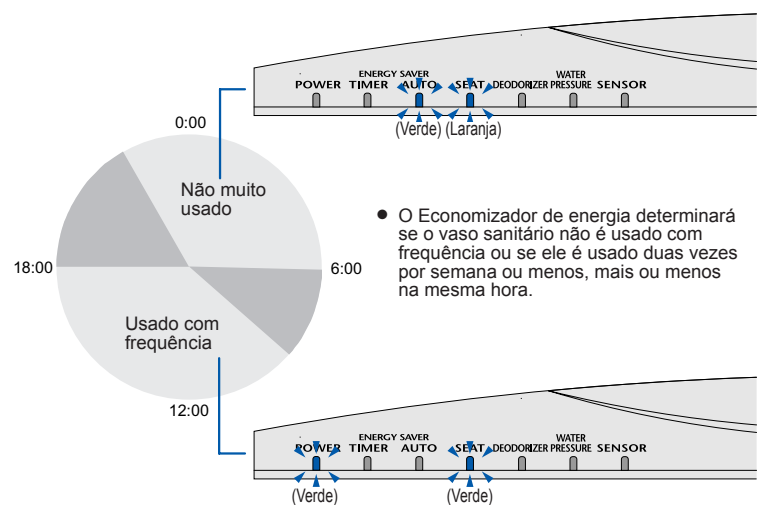 ENERGY SAVER WATER
POWER TIMER AUTO SEAT DEODORIZER PRESSURE SENSOR
(Verde) (Laranja)
0:00
Não muito
usado
● O Economizador de energia determinará
se o vaso sanitário não é usado com
frequência ou se ele é usado duas vezes
por semana ou menos, mais ou menos
na mesma hora.
18:00
6:00
Usado com
frequência
12:00
ENERGY SAVER WATER
POWER TIMER AUTO SEAT DEODORIZER PRESSURE SENSOR
(Verde) (Verde)